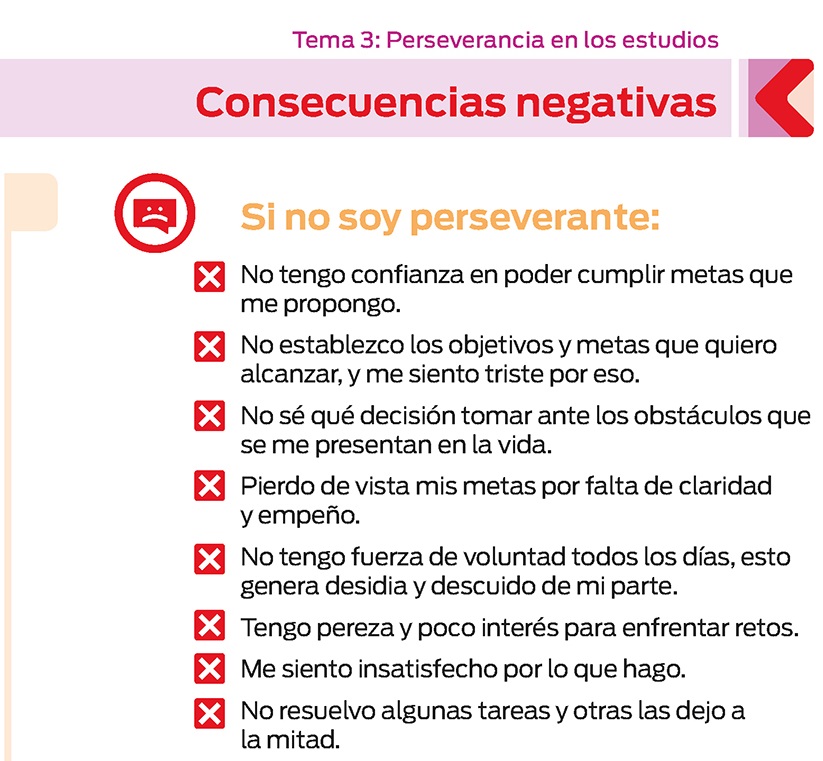 Tema 3: Perseverancia en los estudios
Consecuencias negativas
Si no soy perseverante:
No tengo confianza en poder cumplir metas que
me propongo.
No establezco los objetivos y metas que quiero
alcanzar, y me siento triste por eso.
No sé qué decisión tomar ante los obstáculos que
se me presentan en la vida.
Pierdo de vista mis metas por falta de claridad
y empeño.
No tengo fuerza de voluntad todos los días, esto
genera desidia y descuido de mi parte.
Tengo pereza y poco interés para enfrentar retos.
Me siento insatisfecho por lo que hago.
No resuelvo algunas tareas y otras las dejo a
la mitad.